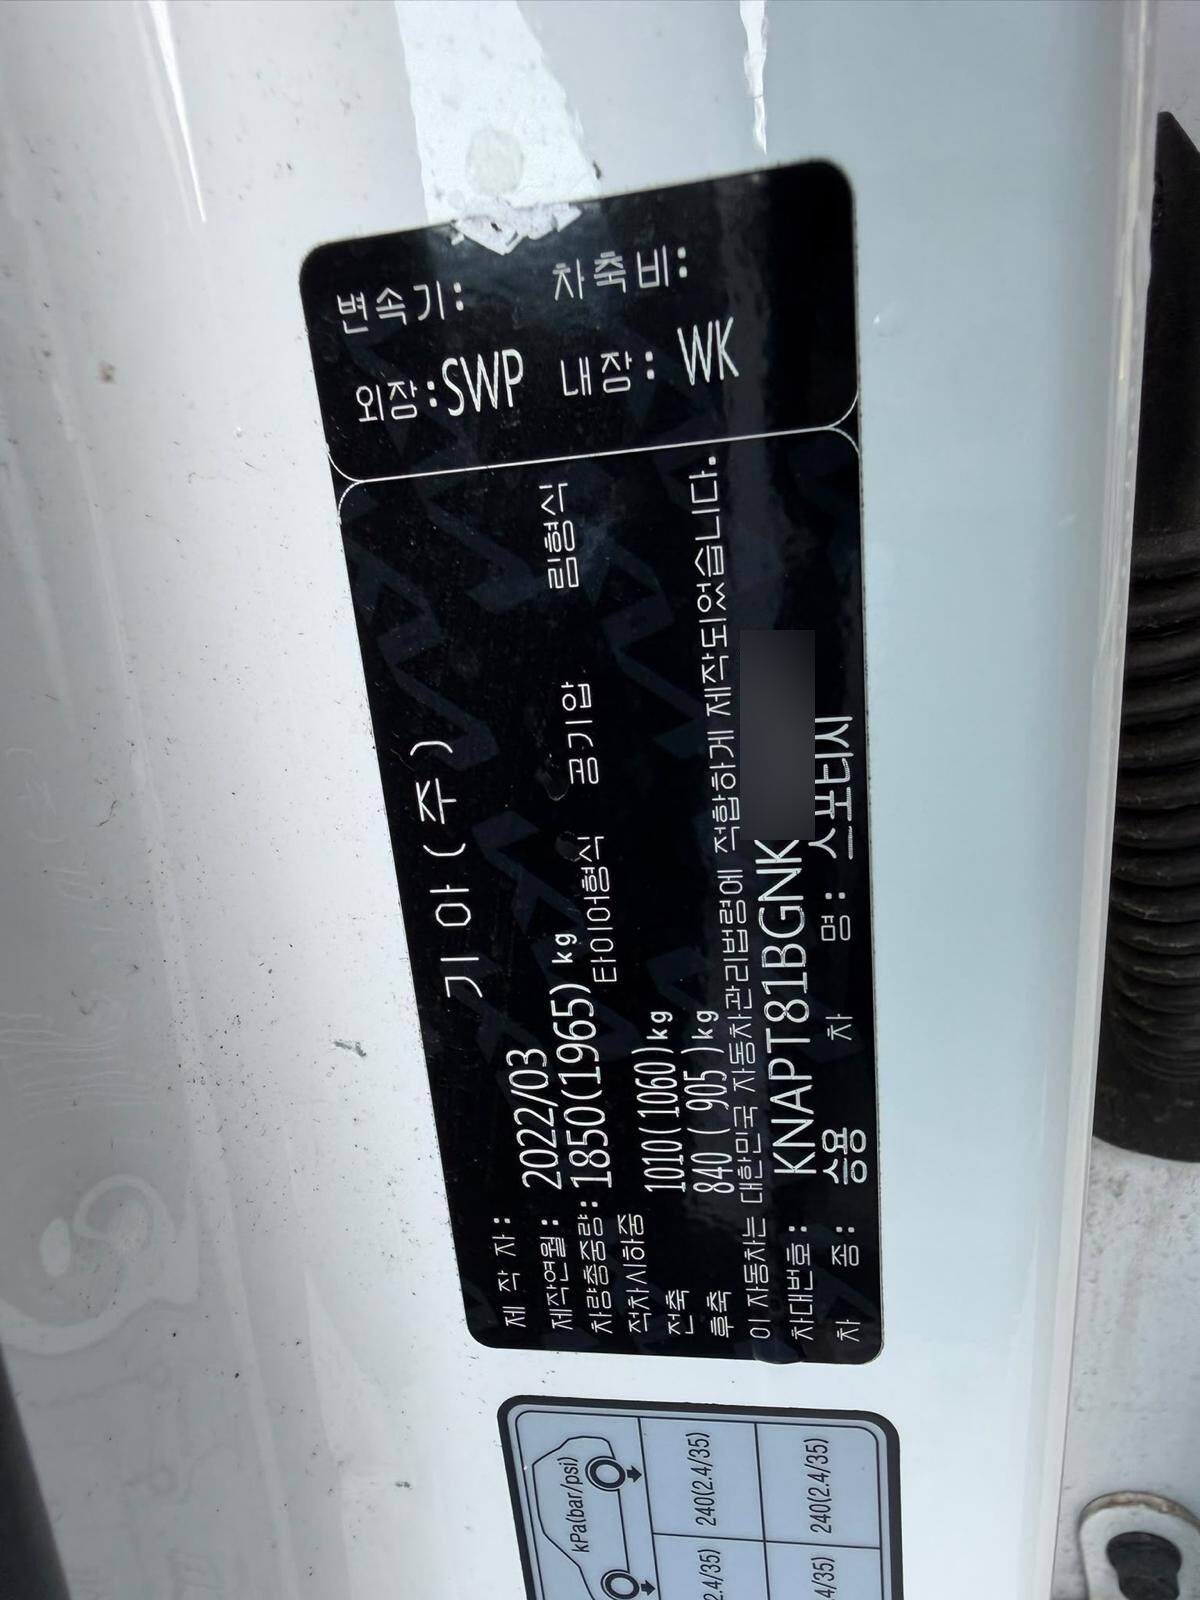 제 작 자: 기아(주)
제작연월: 2022/03
차량총중량: 1850(1965) kg
적차시하중 타이어형식 공기압 림형식
전축 1010(1060)kg
후축 840( 905)kg
이 자동차는 대한민국 자동차관리법령에 적합하게 제작되었습니다.
차대번호: KNAPT81BGNK
차 종: 승용 차 명: 스포티지
변속기: 차축비:
외장:SWP 내장: WK
kPa(bar/psi)
240(2.4/35)
240(2.4/35)